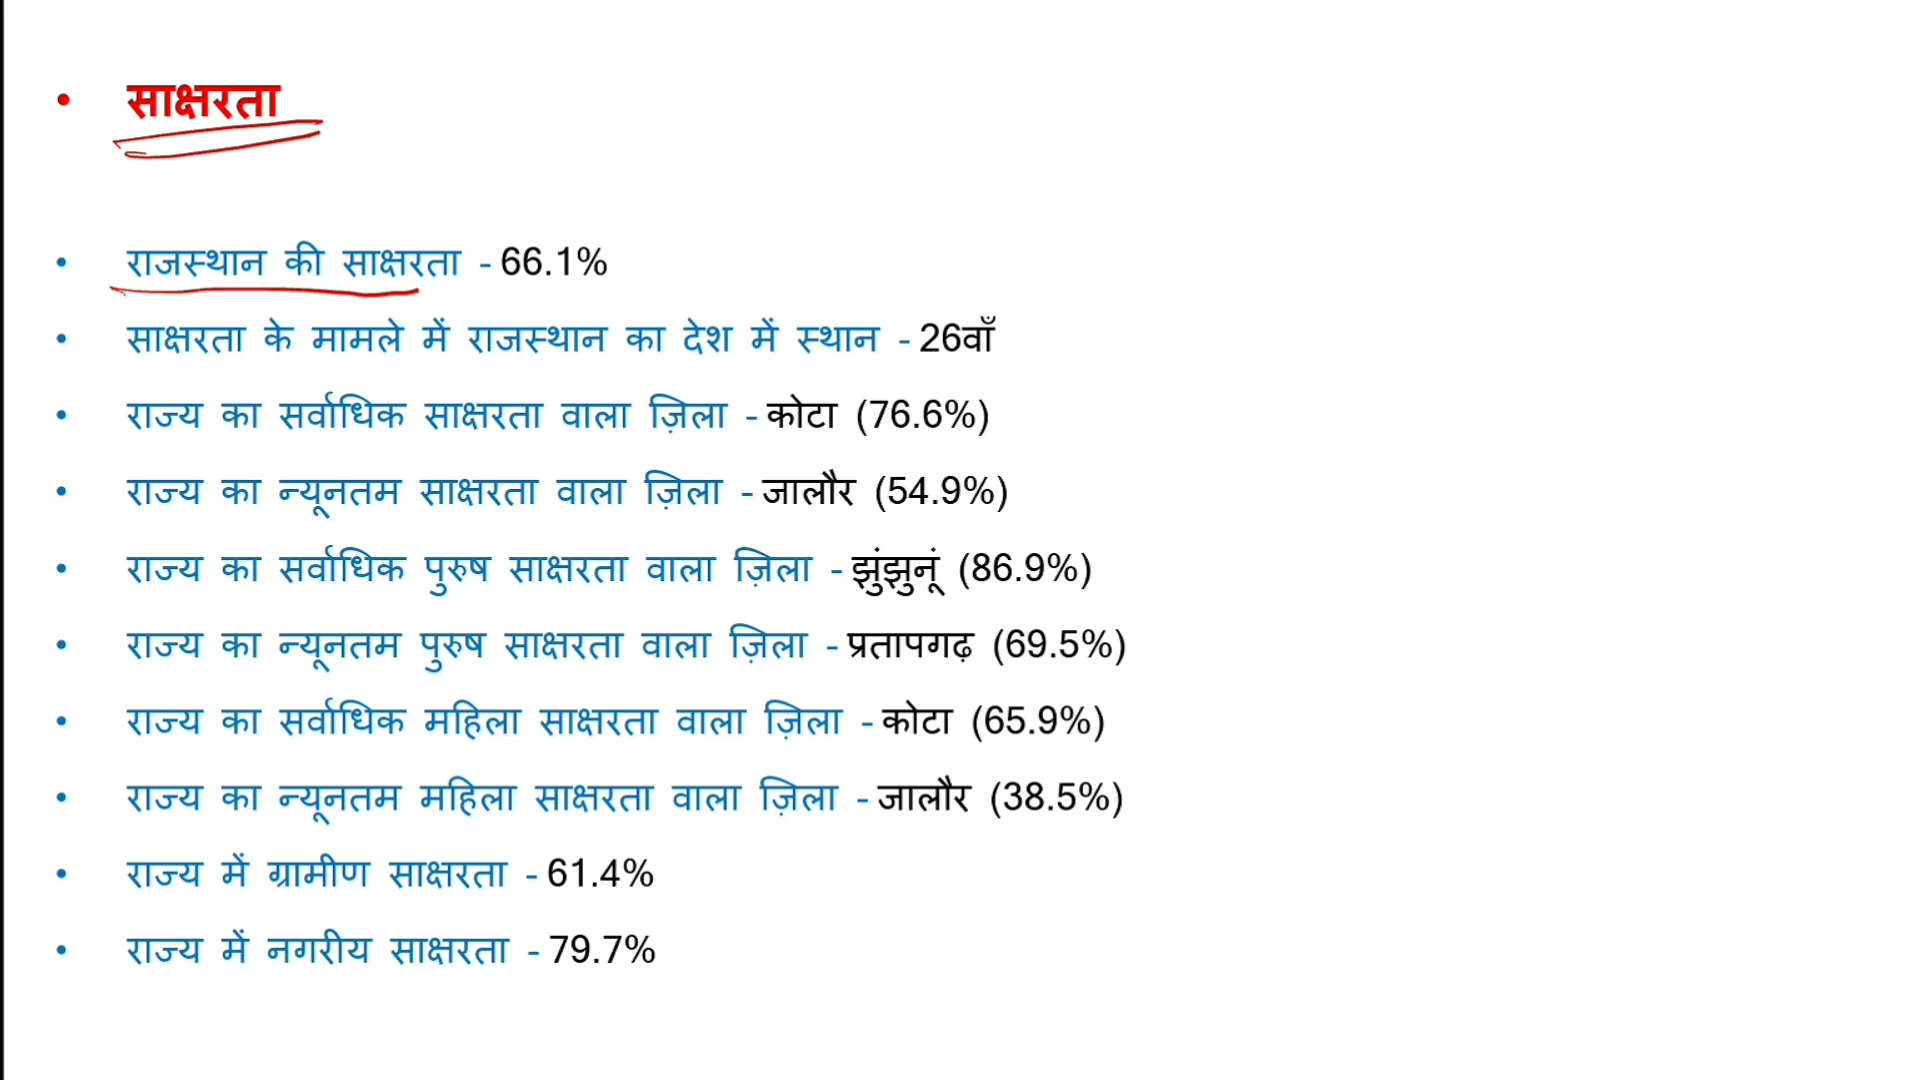 • साक्षरता
• राजस्थान की साक्षरता - 66.1%
• साक्षरता के मामले में राजस्थान का देश में स्थान - 26वाँ
• राज्य का सर्वाधिक साक्षरता वाला ज़िला - कोटा (76.6%)
• राज्य का न्यूनतम साक्षरता वाला ज़िला - जालौर (54.9%)
• राज्य का सर्वाधिक पुरुष साक्षरता वाला ज़िला - झुंझुनूं (86.9%)
• राज्य का न्यूनतम पुरुष साक्षरता वाला ज़िला - प्रतापगढ़ (69.5%)
• राज्य का सर्वाधिक महिला साक्षरता वाला ज़िला - कोटा (65.9%)
• राज्य का न्यूनतम महिला साक्षरता वाला ज़िला - जालौर (38.5%)
• राज्य में ग्रामीण साक्षरता - 61.4%
• राज्य में नगरीय साक्षरता - 79.7%